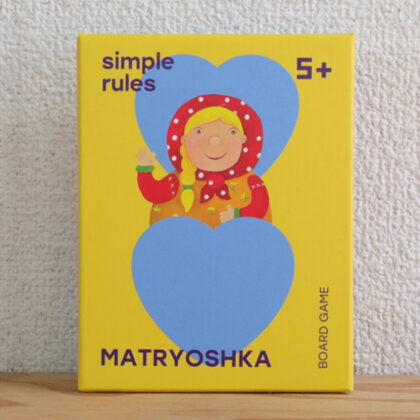 simple
rules
5+
MATRYOSHKA
BOARD GAME